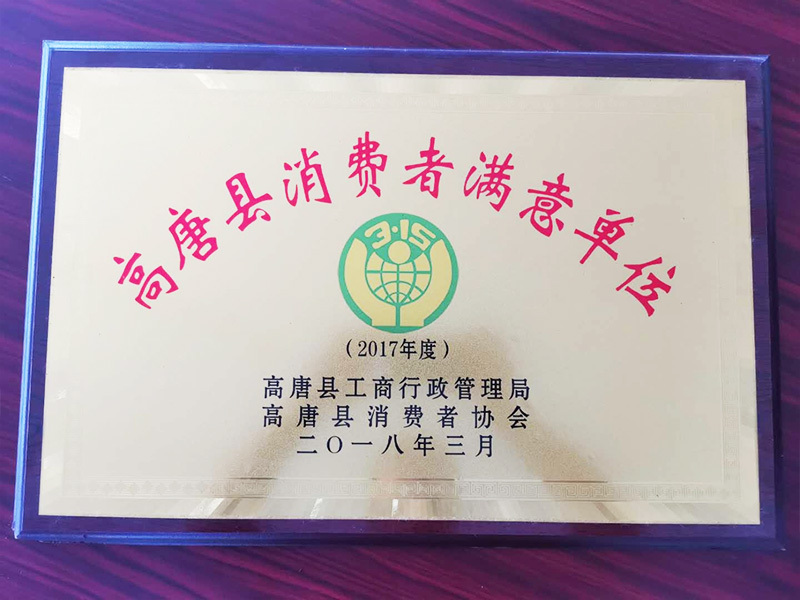 高唐县消费者满意单位
3·15
（2017年度）
高唐县工商行政管理局
高唐县消费者协会
二〇一八年三月